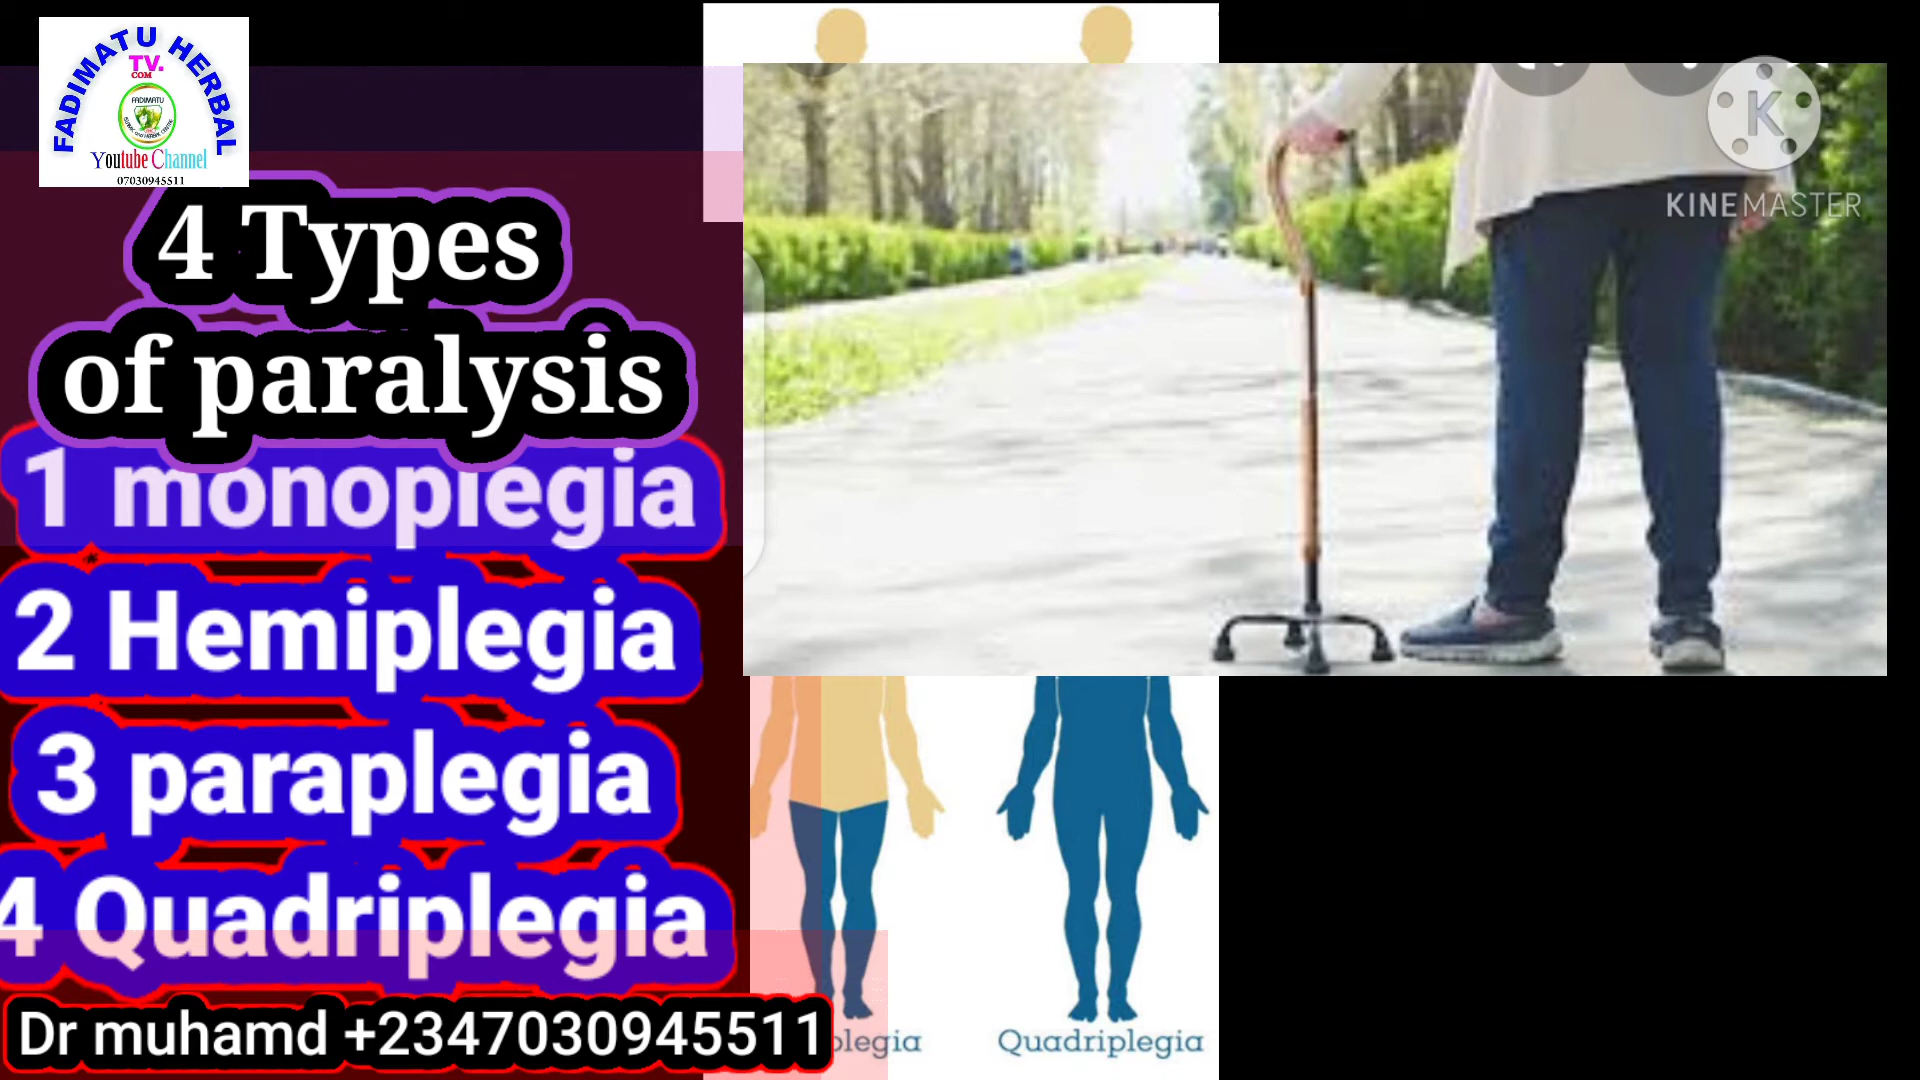 FADIMATU HERBAL
TV.
COM
FADIMATU
Youtube Channel
07030945511
4 Types
of paralysis
1 monoplegia
2 Hemiplegia
3 paraplegia
4 Quadriplegia
Dr muhamd +2347030945511
plegia
Quadriplegia
K
KINEMASTER